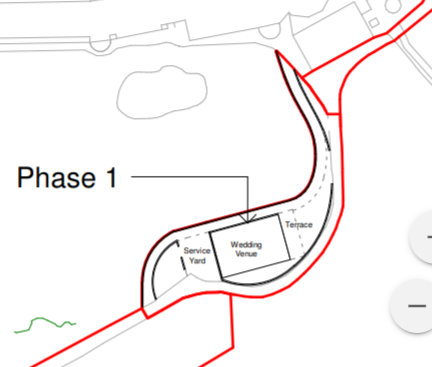 Phase 1
Terrace
Service
Yard
Wedding
Venue